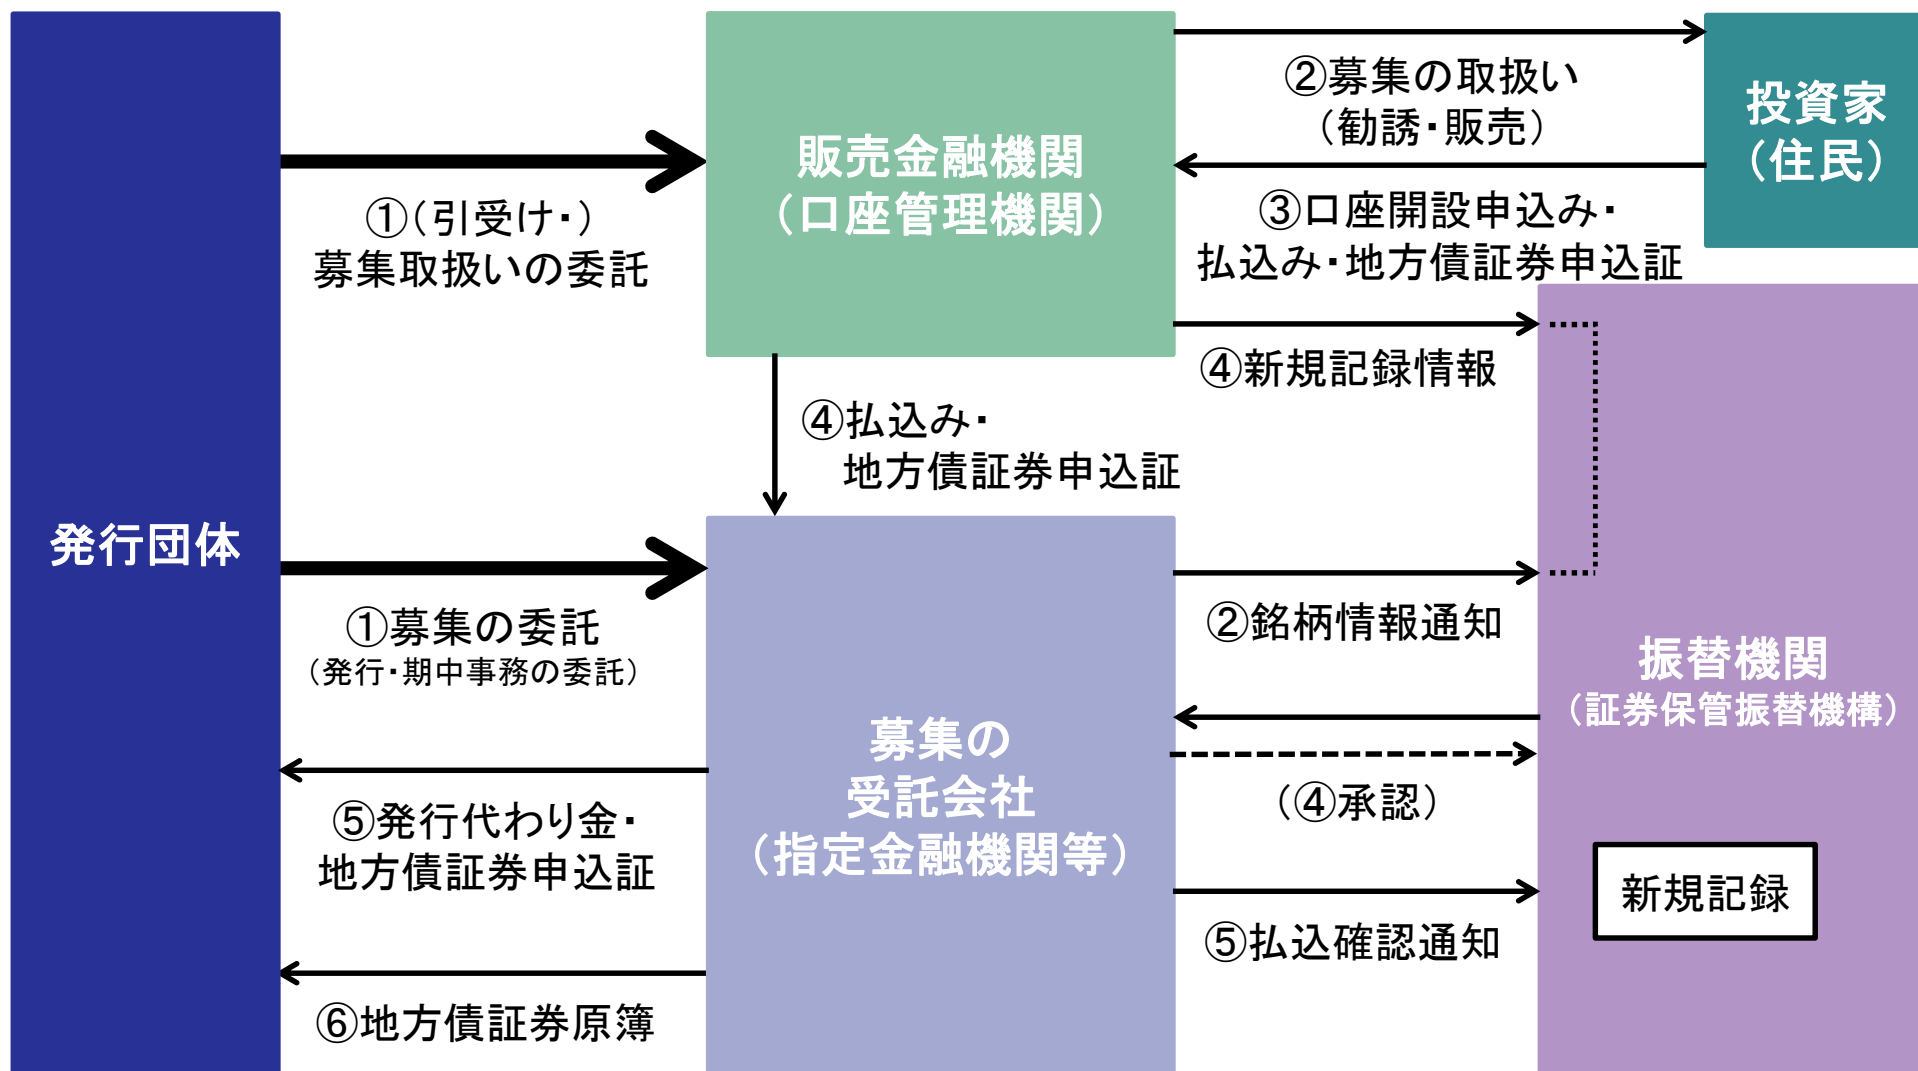 発行団体
①（引受け・）
募集取扱いの委託
販売金融機関
（口座管理機関）
②募集の取扱い
（勧誘・販売）
投資家
（住民）
③口座開設申込み・
払込み・地方債証券申込証
④新規記録情報
④払込み・
地方債証券申込証
①募集の委託
（発行・期中事務の委託）
募集の
受託会社
（指定金融機関等）
②銘柄情報通知
振替機関
（証券保管振替機構）
（④承認）
⑤発行代わり金・
地方債証券申込証
⑤払込確認通知
新規記録
⑥地方債証券原簿